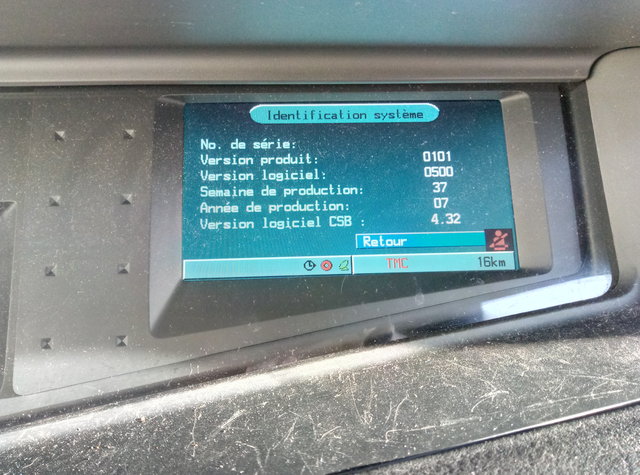 Identification système
No. de série:
Version produit: 0101
Version logiciel: 0500
Semaine de production: 37
Année de production: 07
Version logiciel CSB : 4.32
Retour
TMC 16km